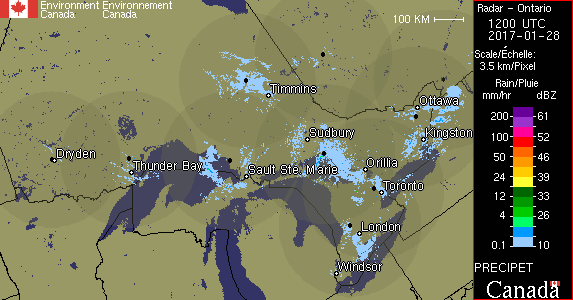 Environment Environnement
Canada Canada
Radar - Ontario
1200 UTC
2017-01-28
100 KM
Scale/Échelle:
3.5 km/Pixel
Rain/Pluie
mm/hr dBZ
200 61
100 52
50 46
24 39
12 33
4 26
1 20
0.1 10
Timmins
Ottawa
Sudbury
Kingston
Dryden
Thunder Bay
Sault Ste. Marie
Orillia
Toronto
London
Windsor
PRECIPET
Canada